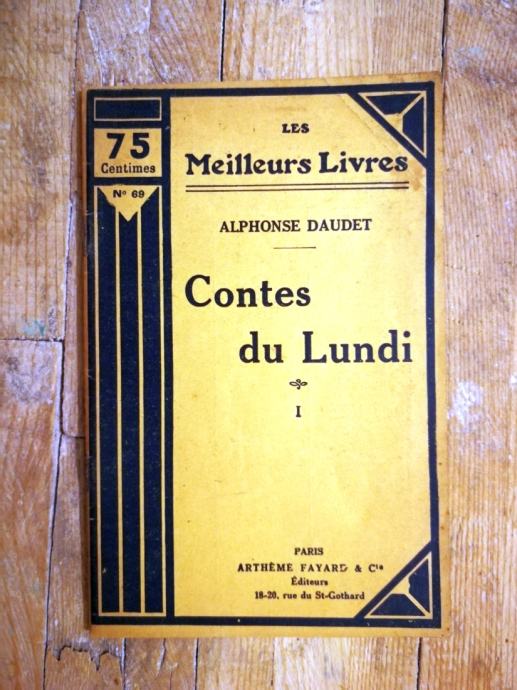 75
Centimes
Nº 69
LES
Meilleurs Livres
ALPHONSE DAUDET
Contes
du Lundi
I
PARIS
ARTHÈME FAYARD & Cie
Éditeurs
18-20, rue du St-Gothard